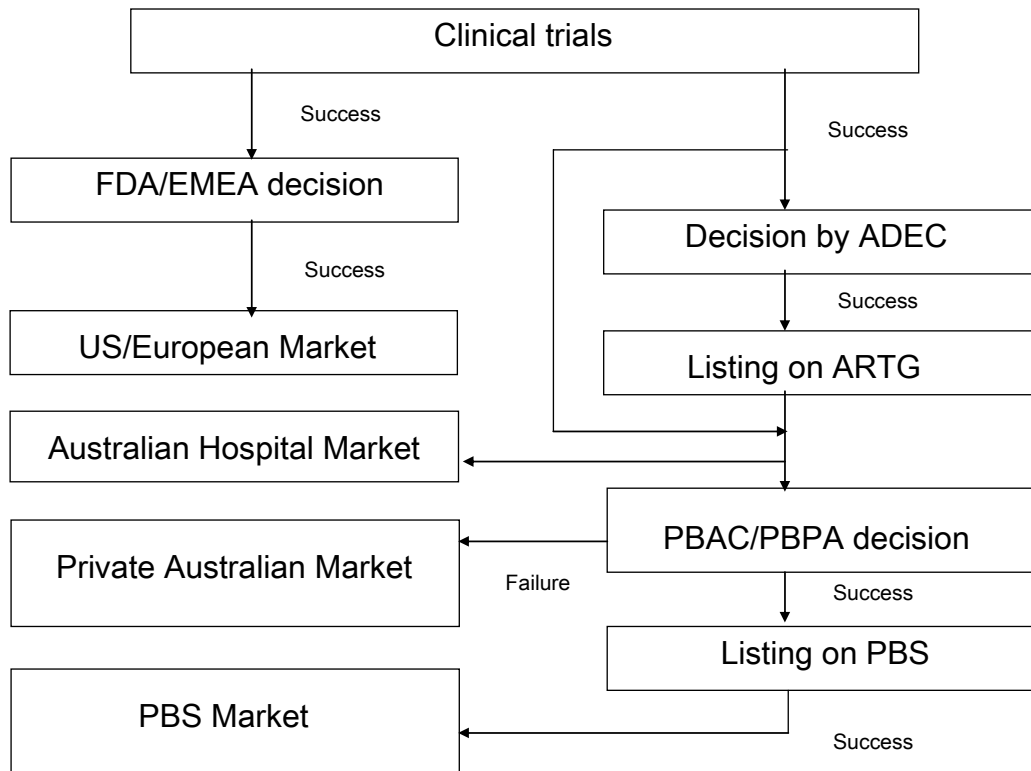 Clinical trials
Success
Success
FDA/EMEA decision
Decision by ADEC
Success
Success
US/European Market
Listing on ARTG
Australian Hospital Market
PBAC/PBPA decision
Private Australian Market
Failure
Success
Listing on PBS
PBS Market
Success